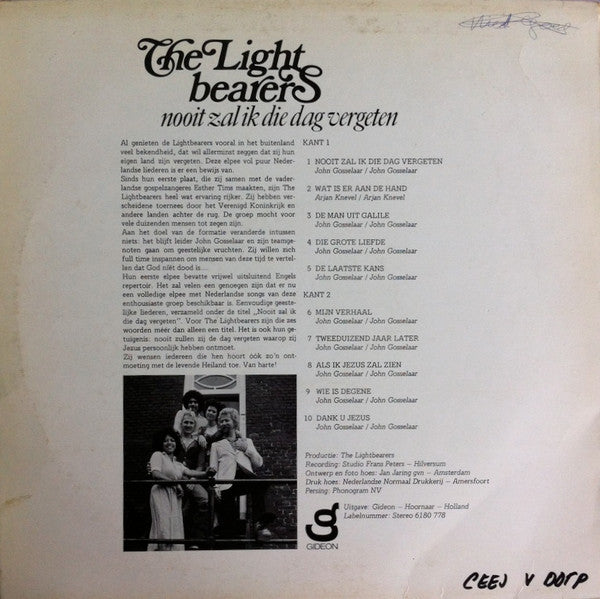 The Light
bearers
nooit zal ik die dag vergeten
Al genieten de Lightbearers vooral in het buitenland
veel bekendheid, dat wil allerminst zeggen dat zij hun
eigen land zijn vergeten. Deze elpee vol puur Neder-
landse liederen is er een bewijs van.
Sinds hun eerste plaat, die zij samen met de vader-
landse gospelzangeres Esther Tims maakten, zijn The
Lightbearers heel wat ervaring rijker. Zij hebben ver-
scheidene toernees door het Verenigd Koninkrijk en
andere landen achter de rug. De groep mocht voor
vele duizenden mensen tot zegen zijn.
Aan het doel van de formatie veranderde intussen
niets: het blijft leider John Gosselaar en zijn teamge-
noten gaan om geestelijke vruchten. Zij willen zich
full time inspannen om mensen van deze tijd te vertel-
len dat God níét dood is...
Hun eerste elpee bevatte vrijwel uitsluitend Engels
repertoir. Het zal velen een genoegen zijn dat er nu
een volledige elpee met Nederlandse songs van deze
enthousiaste groep beschikbaar is. Eenvoudige geeste-
lijke liederen, verzameld onder de titel „Nooit zal ik
die dag vergeten". Voor The Lightbearers zijn die zes
woorden méér dan alleen een titel. Het is ook hun ge-
tuigenis: nooit zullen zij de dag vergeten waarop zij
Jezus persoonlijk hebben ontmoet.
Zij wensen iedereen die hen hoort óók zo'n ont-
moeting met de levende Heiland toe. Van harte!
KANT 1
1 NOOIT ZAL IK DIE DAG VERGETEN
John Gosselaar / John Gosselaar
2 WAT IS ER AAN DE HAND
Arjan Knevel / Arjan Knevel
3 DE MAN UIT GALILE
John Gosselaar / John Gosselaar
4 DIE GROTE LIEFDE
John Gosselaar / John Gosselaar
5 DE LAATSTE KANS
John Gosselaar / John Gosselaar
KANT 2
6 MIJN VERHAAL
John Gosselaar / John Gosselaar
7 TWEEDUIZEND JAAR LATER
John Gosselaar / John Gosselaar
8 ALS IK JEZUS ZAL ZIEN
John Gosselaar / John Gosselaar
9 WIE IS DEGENE
John Gosselaar / John Gosselaar
10 DANK U JEZUS
John Gosselaar / John Gosselaar
Productie: The Lightbearers
Recording: Studio Frans Peters – Hilversum
Ontwerp en foto hoes: Jan Jaring gvn – Amsterdam
Druk hoes: Nederlandse Normaal Drukkerij – Amersfoort
Persing: Phonogram NV
Uitgave: Gideon – Hoornaar – Holland
Labelnummer: Stereo 6180 778
GIDEON
CEEJ V DORP